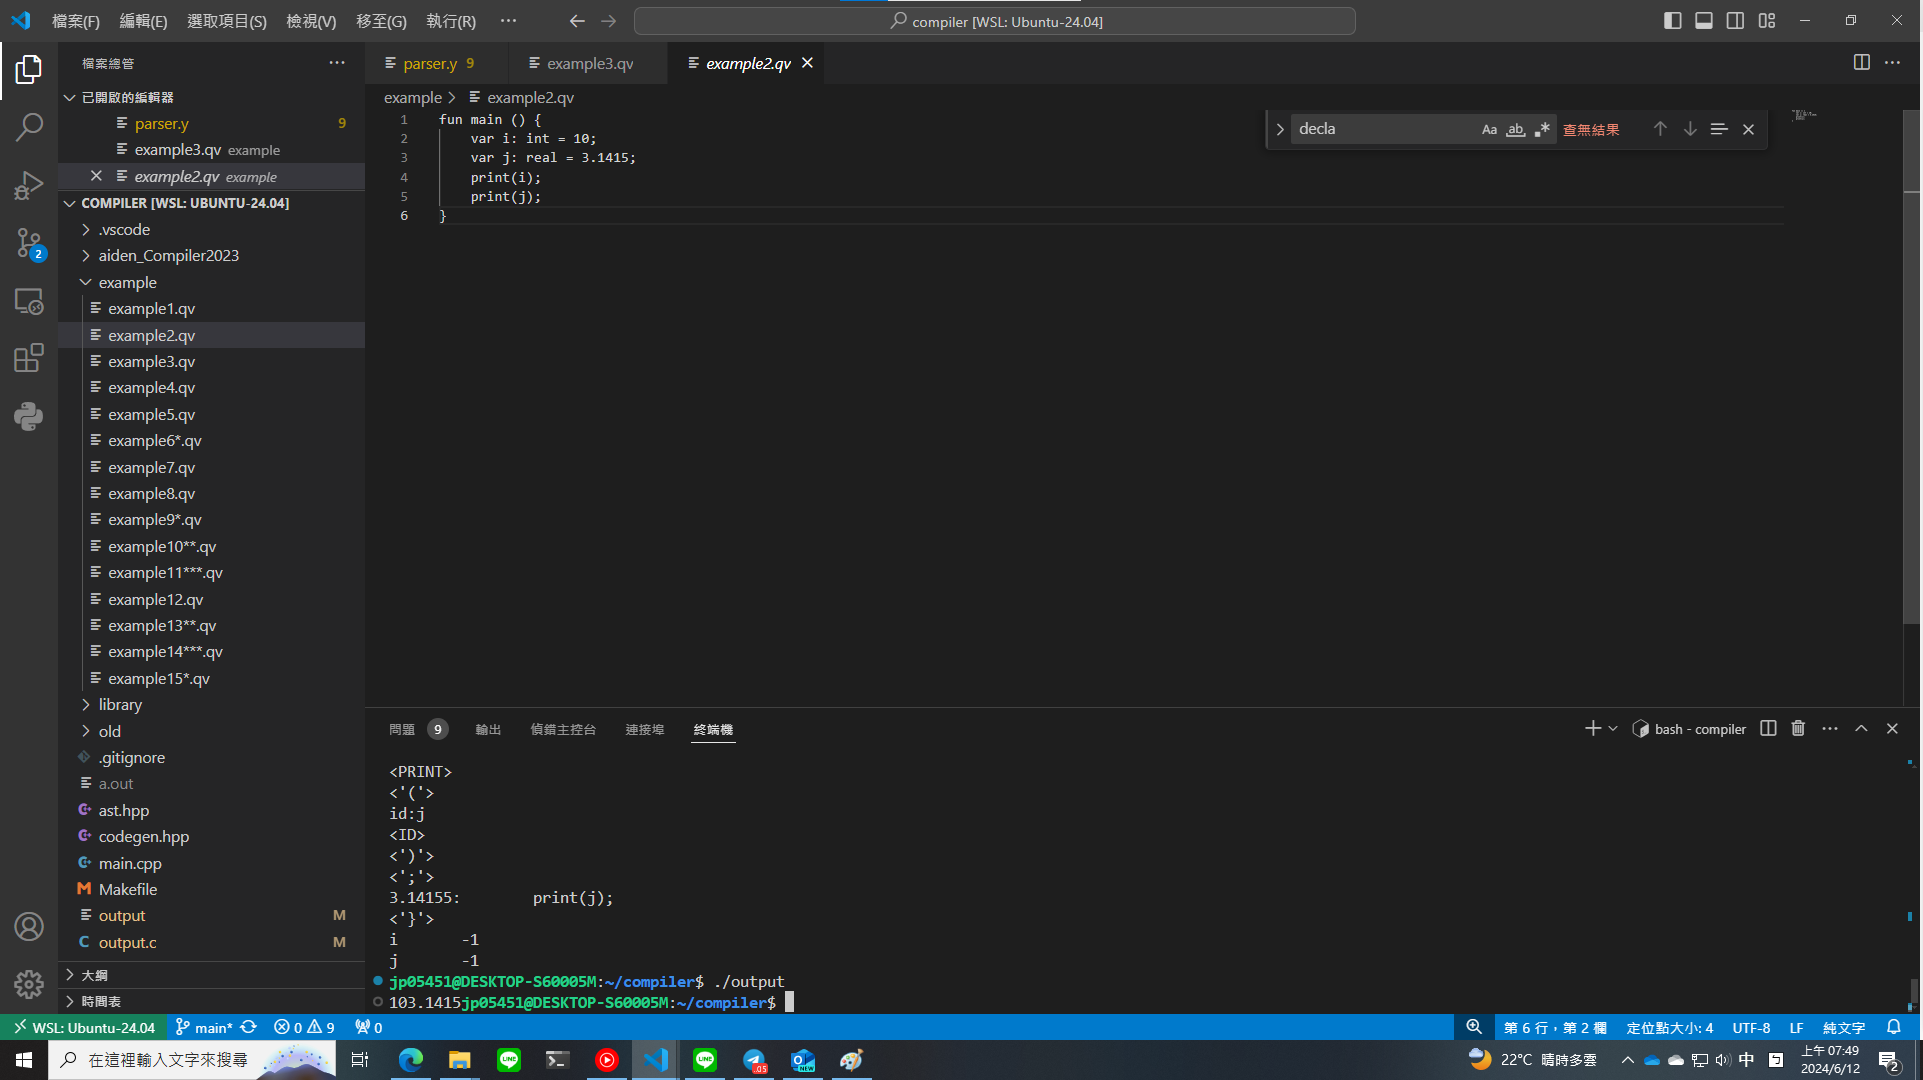 檔案(F) 編輯(E) 選取項目(S) 檢視(V) 移至(G) 執行(R) ··· compiler [WSL: Ubuntu-24.04]
檔案總管
已開啟的編輯器
parser.y 9
example3.qv example
example2.qv example
COMPILER [WSL: UBUNTU-24.04]
.vscode
aiden_Compiler2023
example
example1.qv
example2.qv
example3.qv
example4.qv
example5.qv
example6*.qv
example7.qv
example8.qv
example9*.qv
example10**.qv
example11***.qv
example12.qv
example13**.qv
example14***.qv
example15*.qv
library
old
.gitignore
a.out
ast.hpp
codegen.hpp
main.cpp
Makefile
output M
output.c M
大綱
時間表
parser.y 9 example3.qv example2.qv
example > example2.qv
1 fun main () {
2 var i: int = 10;
3 var j: real = 3.1415;
4 print(i);
5 print(j);
6 }
decla Aa ab 查無結果
問題 9 輸出 偵錯主控台 連接埠 終端機 bash - compiler
<PRINT>
<'('>
id:j
<ID>
<')'>
<';'>
3.14155: print(j);
<'}'>
i -1
j -1
jp05451@DESKTOP-S60005M:~/compiler$ ./output
103.1415jp05451@DESKTOP-S60005M:~/compiler$
2
WSL: Ubuntu-24.04 main* 0 9 0 第 6 行，第 2 欄 定位點大小: 4 UTF-8 LF 純文字
在這裡輸入文字來搜尋 22°C 晴時多雲 中 上午 07:49
2024/6/12 2